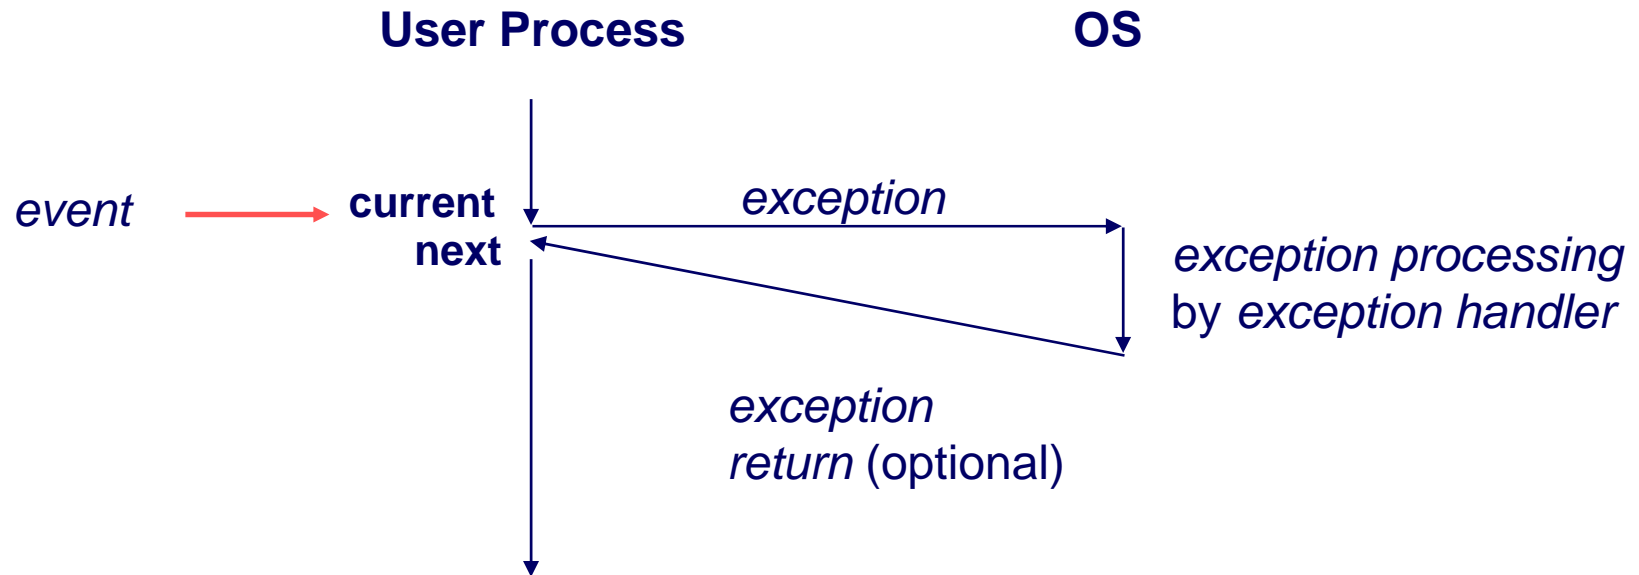 User Process
OS
event
current
next
exception
exception processing
by exception handler
exception
return (optional)